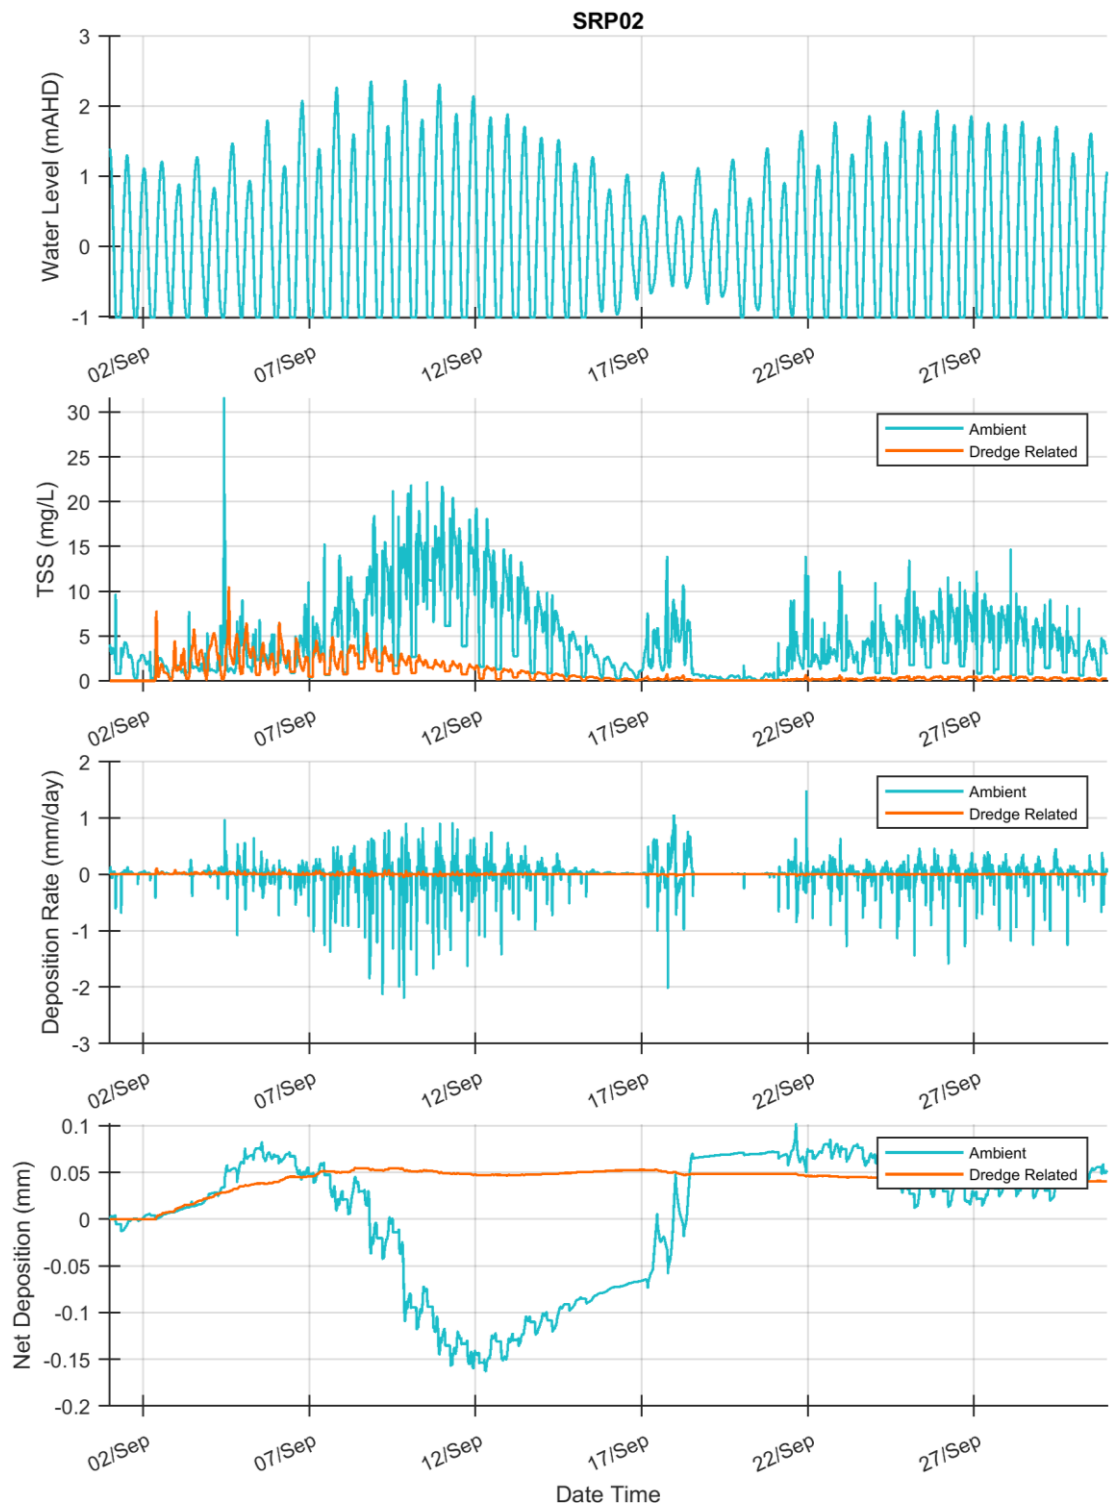 SRP02
Water Level (mAHD)
3
2
1
0
-1
02/Sep 07/Sep 12/Sep 17/Sep 22/Sep 27/Sep
TSS (mg/L)
30
25
20
15
10
5
0
Ambient
Dredge Related
02/Sep 07/Sep 12/Sep 17/Sep 22/Sep 27/Sep
Deposition Rate (mm/day)
2
1
0
-1
-2
-3
Ambient
Dredge Related
02/Sep 07/Sep 12/Sep 17/Sep 22/Sep 27/Sep
Net Deposition (mm)
0.1
0.05
0
-0.05
-0.1
-0.15
-0.2
Ambient
Dredge Related
02/Sep 07/Sep 12/Sep 17/Sep 22/Sep 27/Sep
Date Time